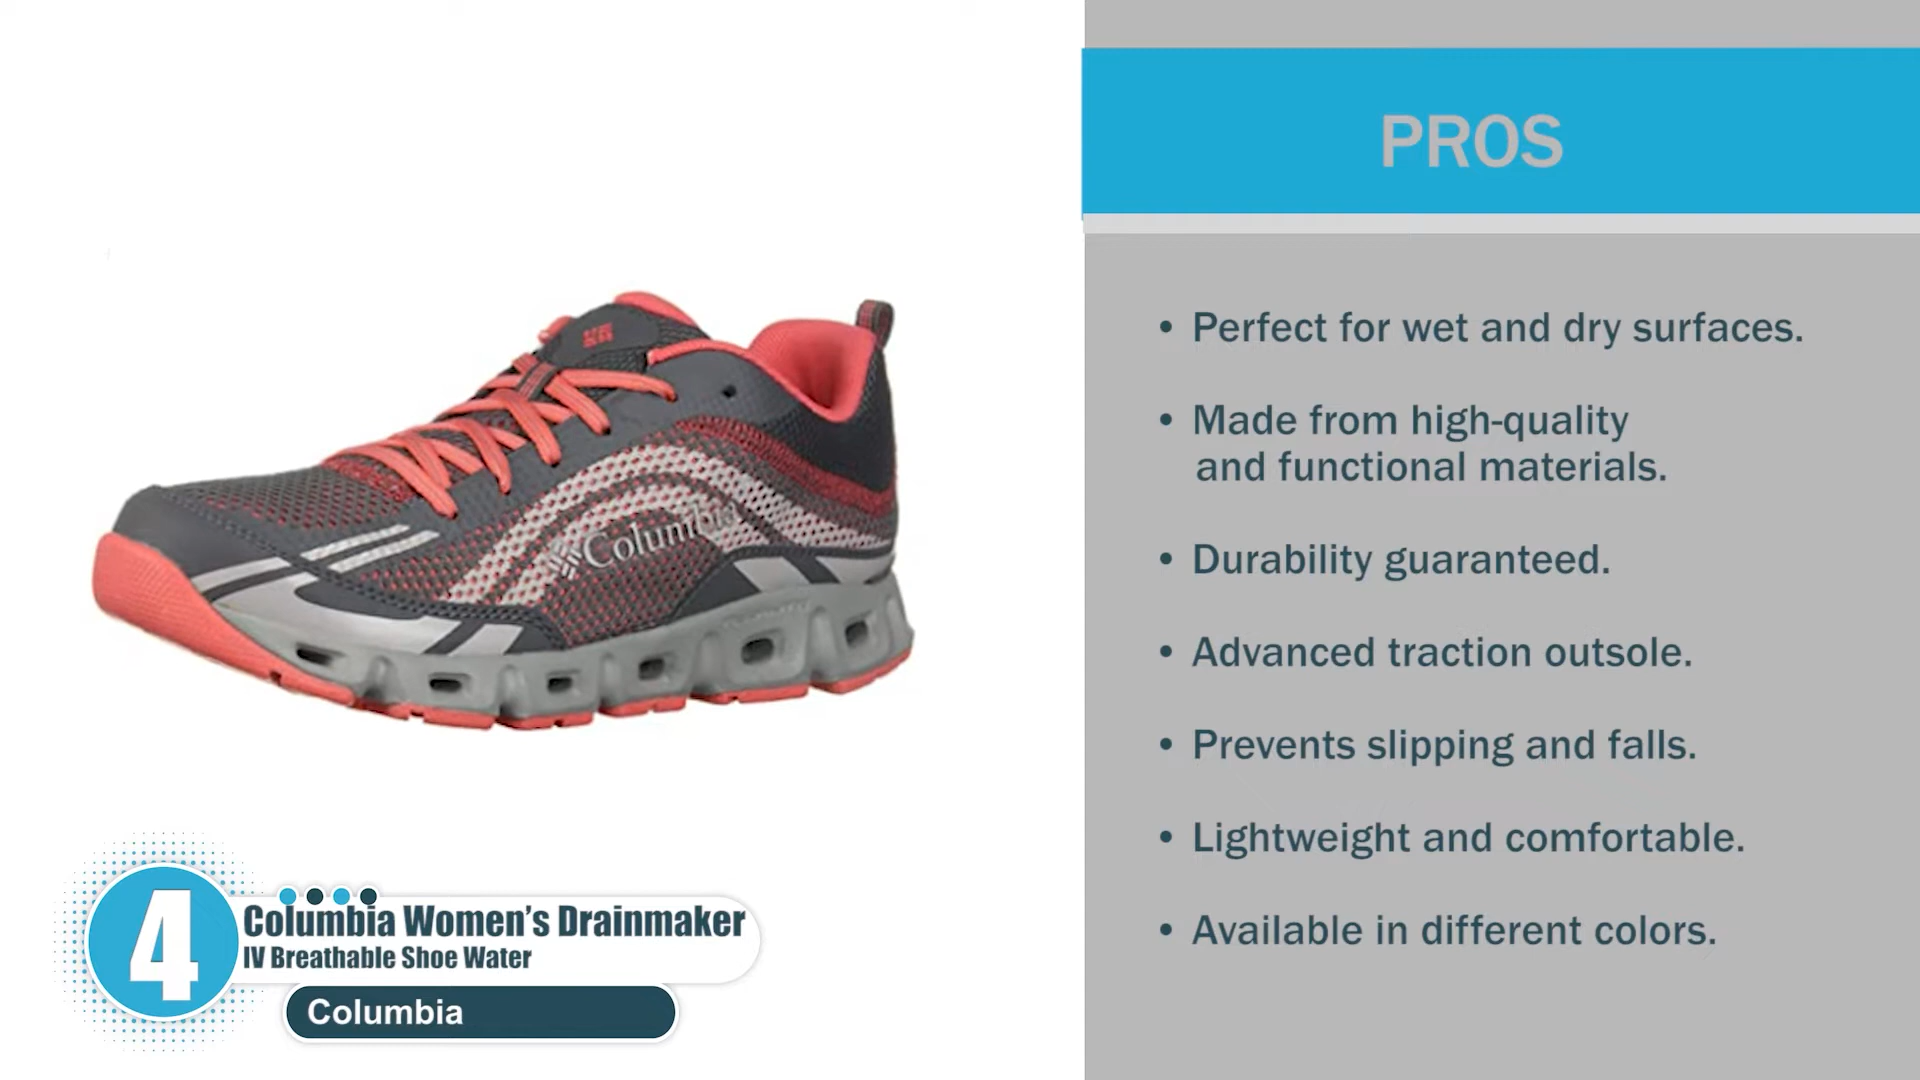 PROS
• Perfect for wet and dry surfaces.
• Made from high-quality
and functional materials.
• Durability guaranteed.
• Advanced traction outsole.
• Prevents slipping and falls.
• Lightweight and comfortable.
• Available in different colors.
Columbia
4
Columbia Women’s Drainmaker
IV Breathable Shoe Water
Columbia